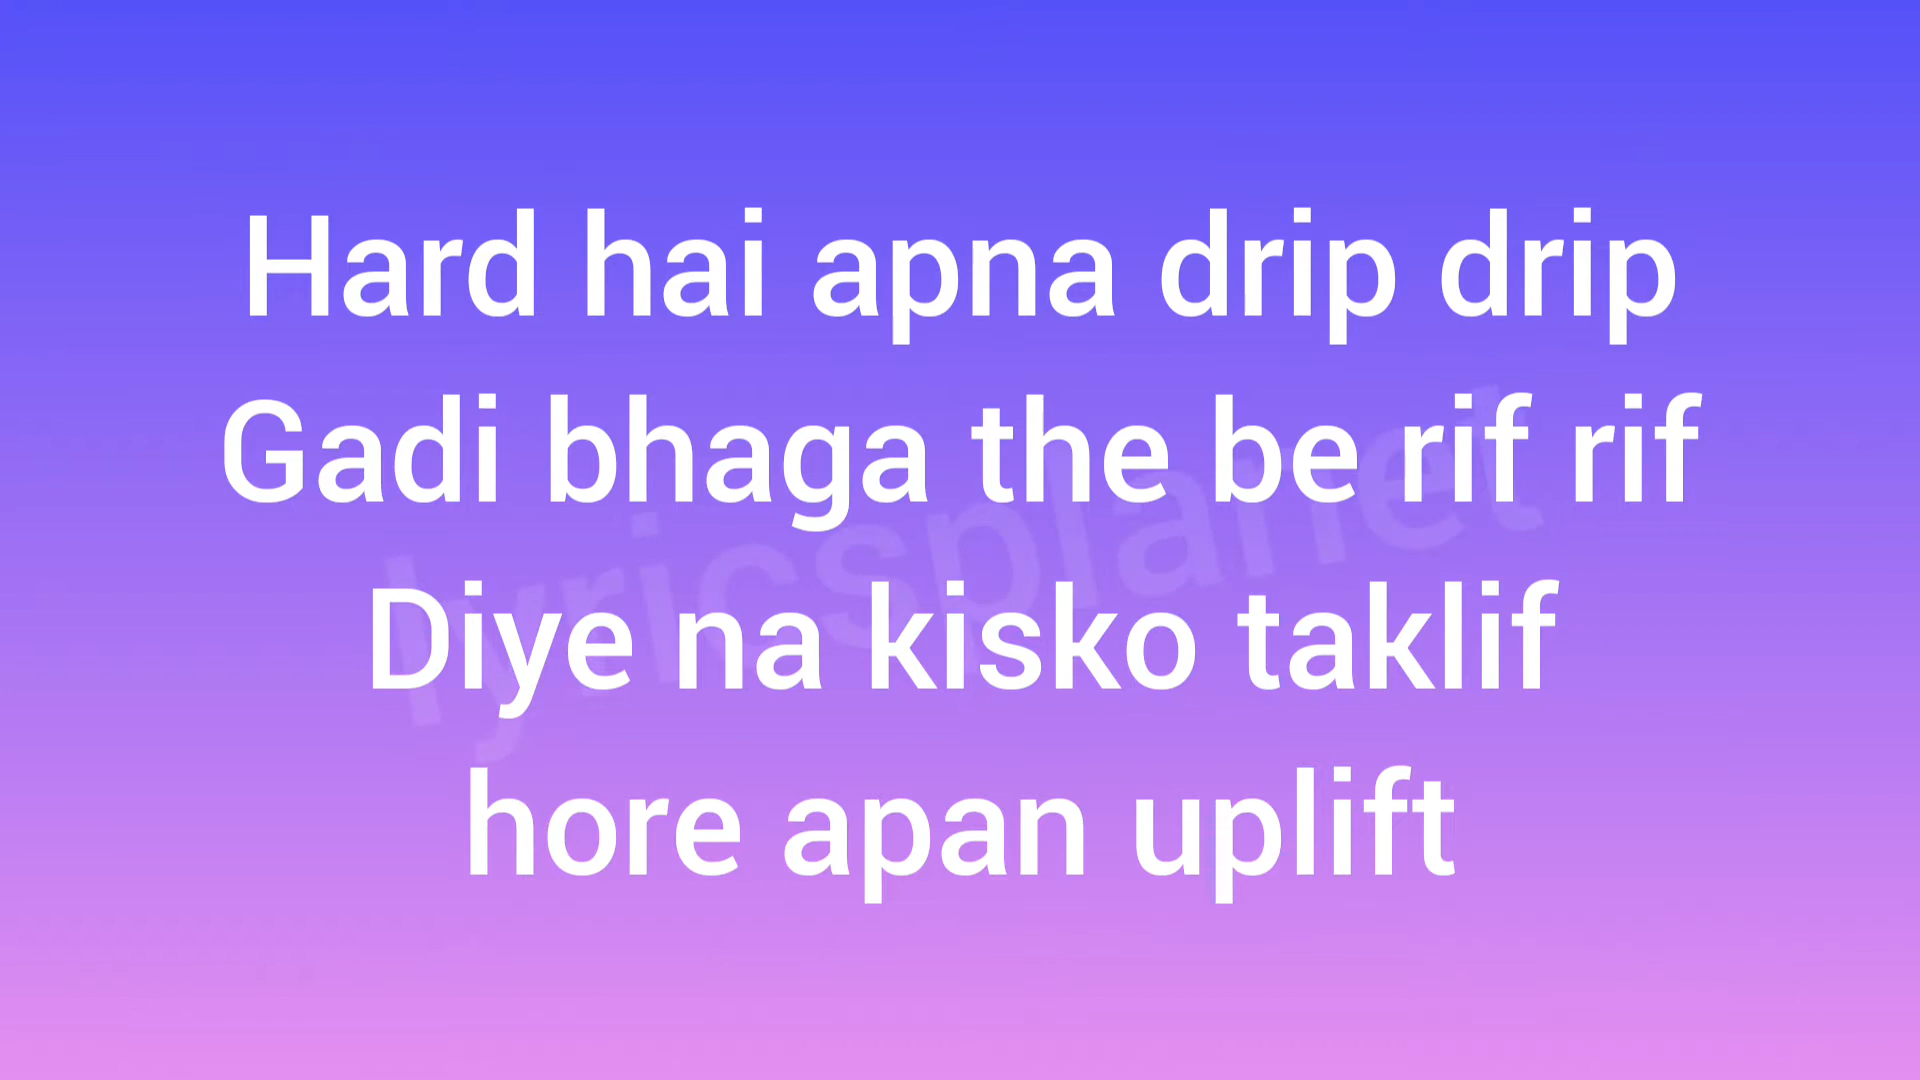 Hard hai apna drip drip
Gadi bhaga the be rif rif
Diye na kisko taklif
hore apan uplift
lyricsplanet